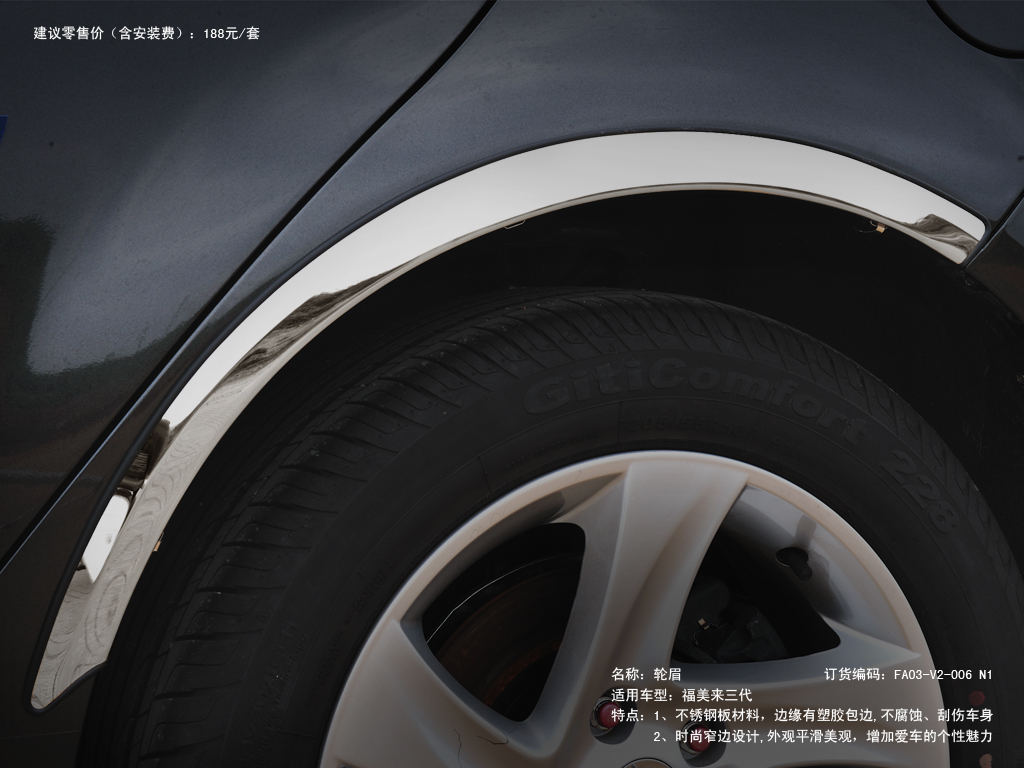 建议零售价（含安装费）：188元/套
GitiComfort 228
名称：轮眉 订货编码：FA03-V2-006 N1
适用车型：福美来三代
特点：1、不锈钢板材料，边缘有塑胶包边,不腐蚀、刮伤车身
2、时尚窄边设计,外观平滑美观，增加爱车的个性魅力